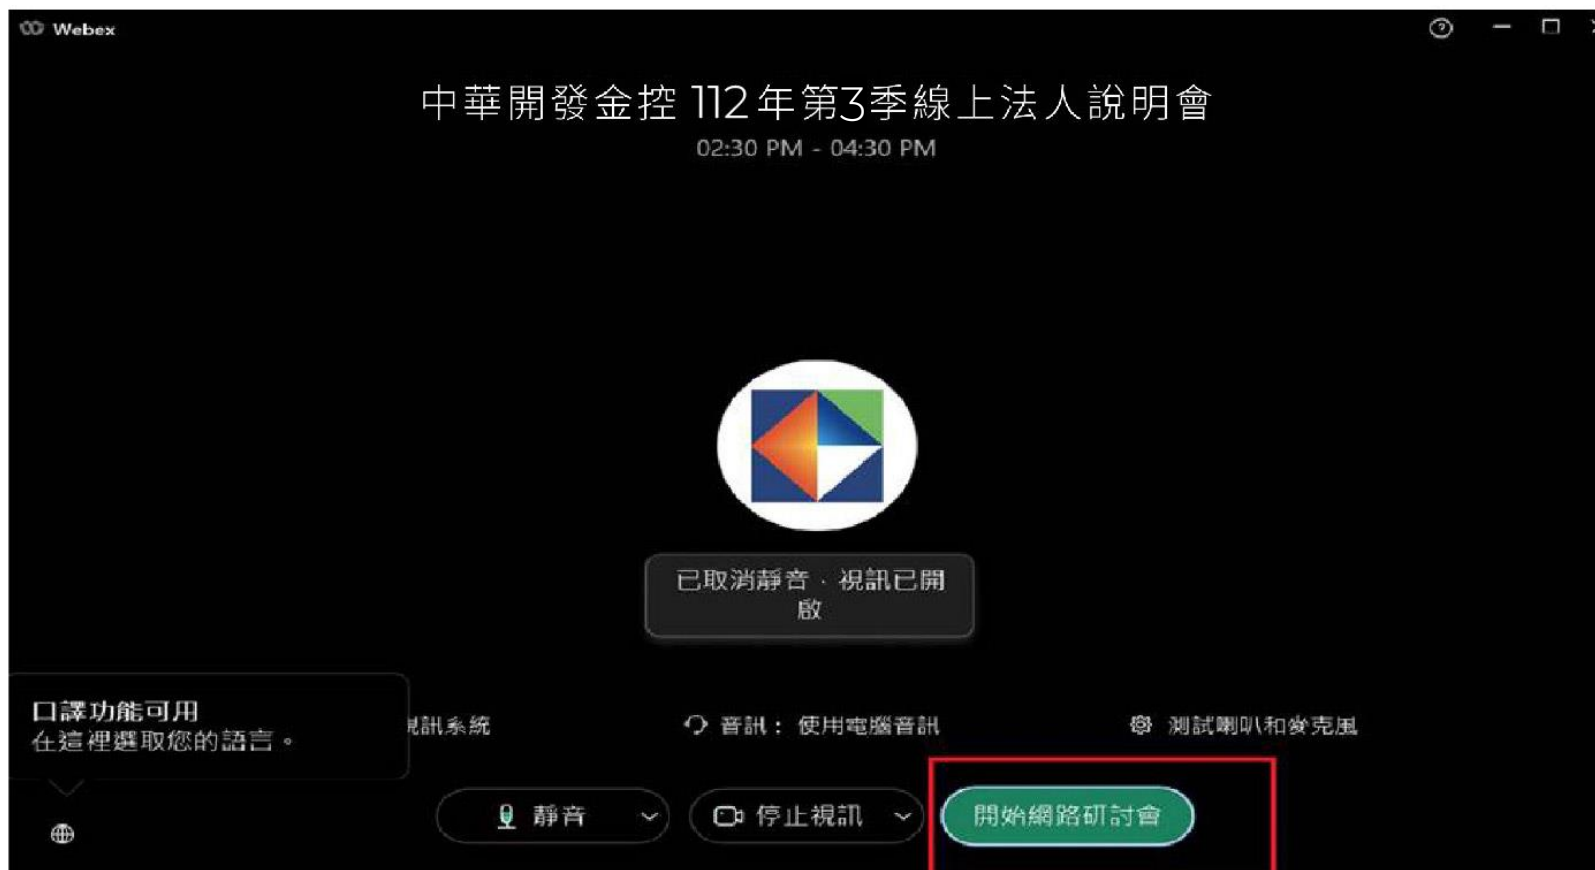 Webex
中華開發金控 112年第3季線上法人說明會
02:30 PM - 04:30 PM
已取消靜音．視訊已開
啟
口譯功能可用
在這裡選取您的語言。
視訊系統
音訊：使用電腦音訊
測試喇叭和麥克風
靜音
停止視訊
開始網路研討會